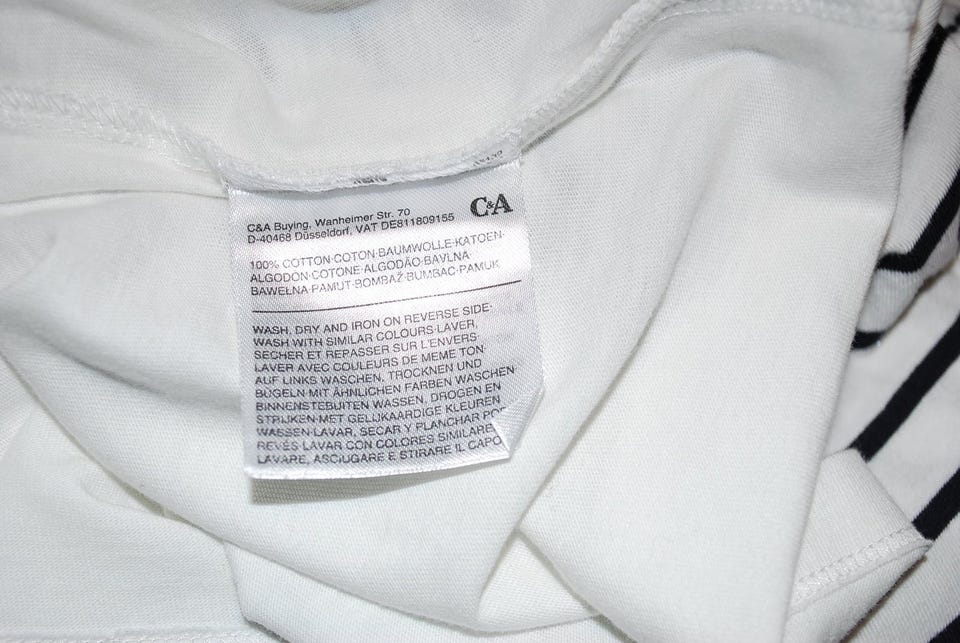 C&A
C&A Buying, Wanheimer Str. 70
D-40468 Düsseldorf, VAT DE811809155
100% COTTON·COTON·BAUMWOLLE·KATOEN·
ALGODON·COTONE·ALGODÃO·BAVLNA·
BAWEŁNA·PAMUT·BOMBAŽ·BUMBAC·PAMUK
WASH, DRY AND IRON ON REVERSE SIDE·
WASH WITH SIMILAR COLOURS·LAVER,
SECHER ET REPASSER SUR L'ENVERS
LAVER AVEC COULEURS DE MEME TON·
AUF LINKS WASCHEN, TROCKNEN UND
BÜGELN·MIT ÄHNLICHEN FARBEN WASCHEN·
BINNENSTEBUITEN WASSEN, DROGEN EN
STRIJKEN·MET GELIJKAARDIGE KLEUREN
WASSEN·LAVAR, SECAR Y PLANCHAR POR
REVÉS·LAVAR CON COLORES SIMILARE
LAVARE, ASCIUGARE E STIRARE IL CAPO